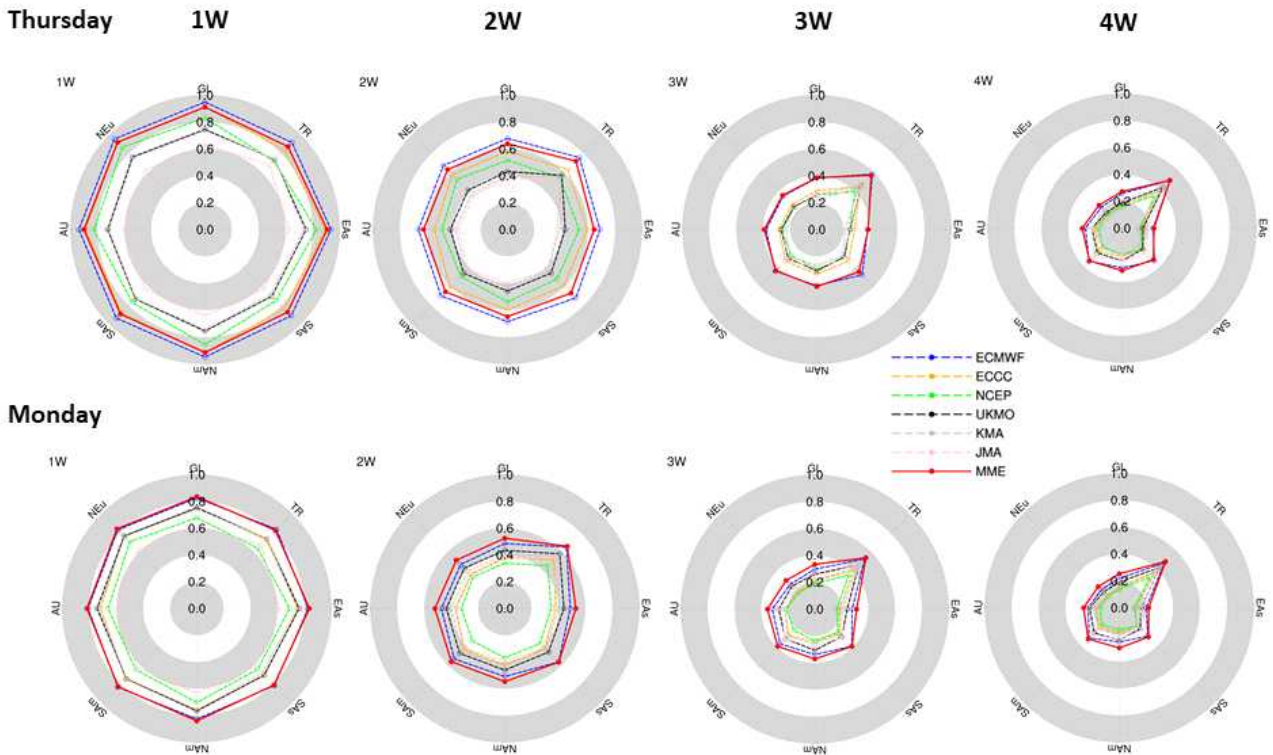 Thursday 1W 2W 3W 4W
1W 2W 3W 4W
GL GL GL GL
1.0 1.0 1.0 1.0
NEu TR NEu TR NEu TR NEu TR
0.8 0.8 0.8 0.8
0.6 0.6 0.6 0.6
0.4 0.4 0.4 0.4
0.2 0.2 0.2 0.2
AU 0.0 EAs AU 0.0 EAs AU 0.0 EAs AU 0.0 EAs
SAm SAs SAm SAs SAm SAs SAm SAs
NAm NAm NAm NAm
ECMWF
ECCC
NCEP
UKMO
KMA
JMA
MME
Monday
1W 2W 3W
GL GL GL GL
1.0 1.0 1.0 1.0
NEu TR NEu TR NEu TR NEu TR
0.8 0.8 0.8 0.8
0.6 0.6 0.6 0.6
0.4 0.4 0.4 0.4
0.2 0.2 0.2 0.2
AU 0.0 EAs AU 0.0 EAs AU 0.0 EAs AU 0.0 EAs
SAm SAs SAm SAs SAm SAs SAm SAs
NAm NAm NAm NAm